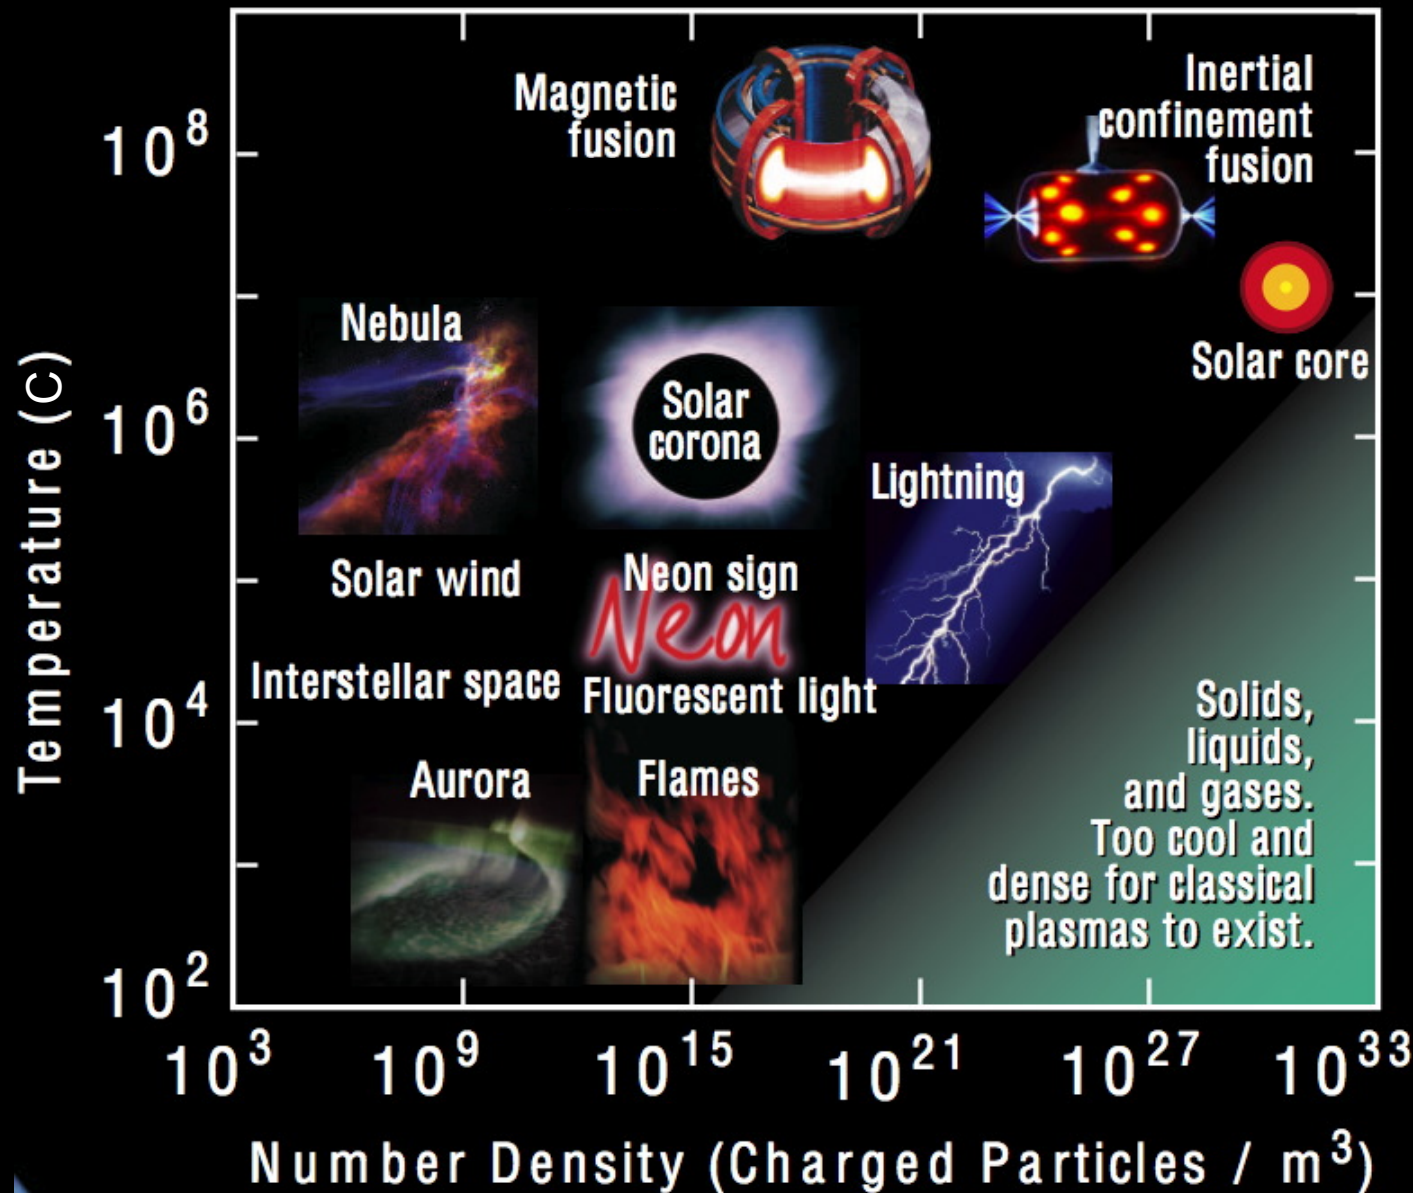 Magnetic
fusion
Inertial
confinement
fusion
10⁸
Nebula
Solar
corona
Solar core
10⁶
Lightning
Solar wind
Neon sign
Neon
Interstellar space
Fluorescent light
10⁴
Aurora
Flames
Solids,
liquids,
and gases.
Too cool and
dense for classical
plasmas to exist.
10²
Temperature (C)
10³ 10⁹ 10¹⁵ 10²¹ 10²⁷ 10³³
Number Density (Charged Particles / m³)